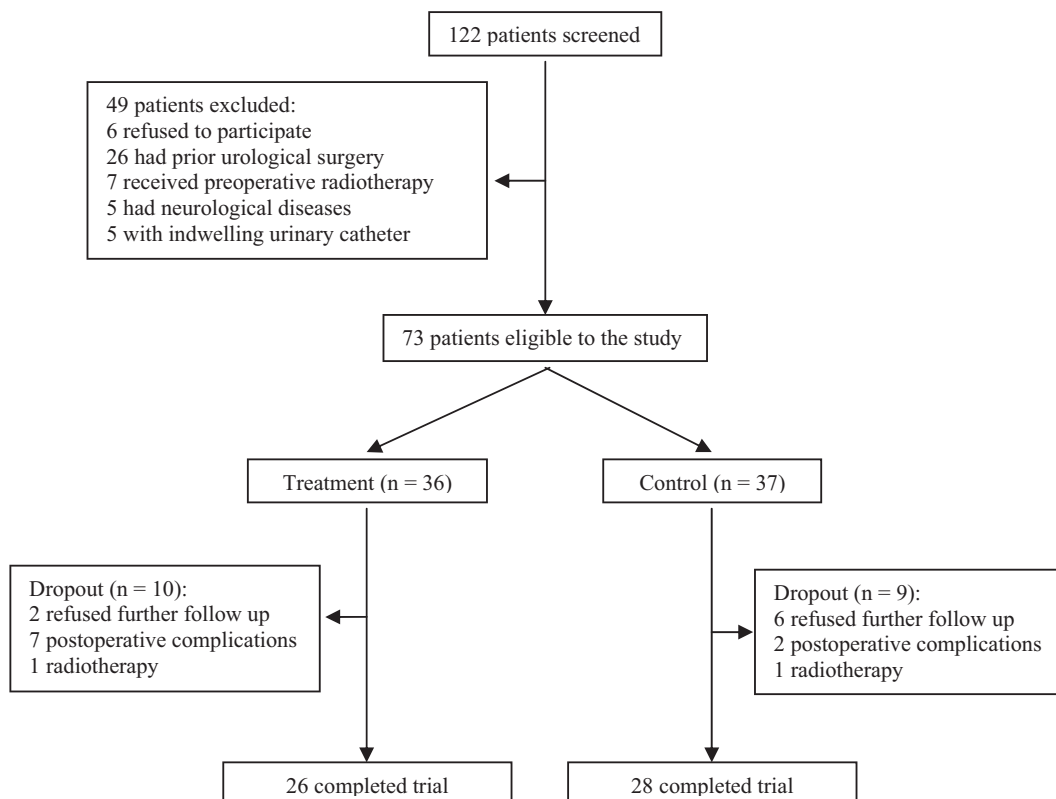 122 patients screened
49 patients excluded:
6 refused to participate
26 had prior urological surgery
7 received preoperative radiotherapy
5 had neurological diseases
5 with indwelling urinary catheter
73 patients eligible to the study
Treatment (n = 36)
Control (n = 37)
Dropout (n = 10):
2 refused further follow up
7 postoperative complications
1 radiotherapy
Dropout (n = 9):
6 refused further follow up
2 postoperative complications
1 radiotherapy
26 completed trial
28 completed trial